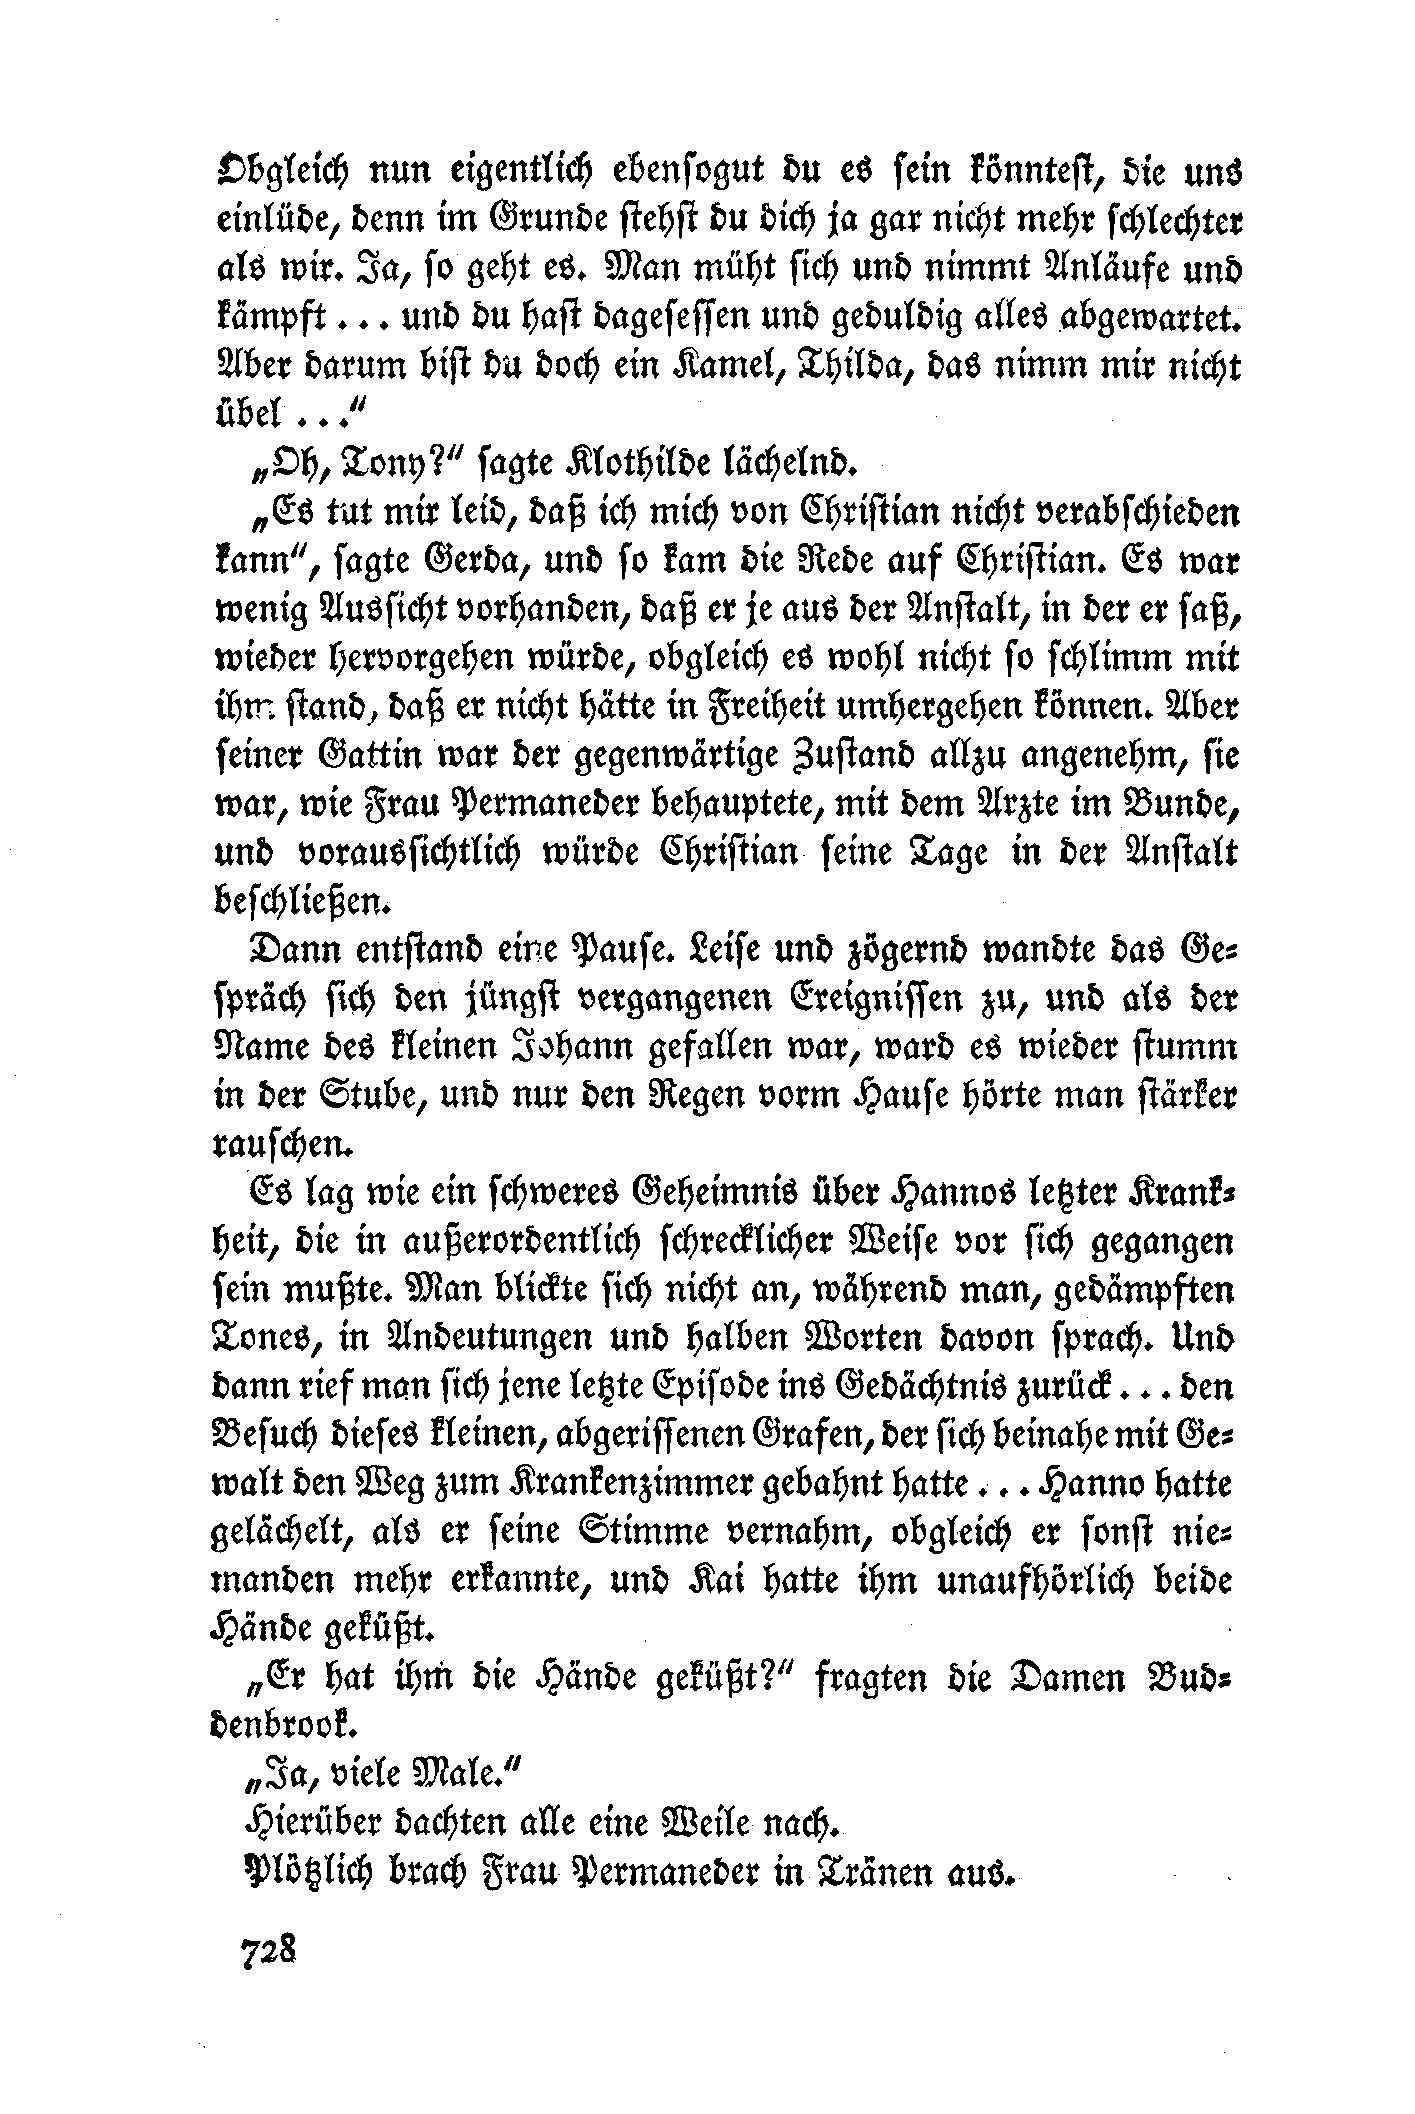 Obgleich nun eigentlich ebensogut du es sein könntest, die uns
einlüde, denn im Grunde stehst du dich ja gar nicht mehr schlechter
als wir. Ja, so geht es. Man müht sich und nimmt Anläufe und
kämpft . . . und du hast dagesessen und geduldig alles abgewartet.
Aber darum bist du doch ein Kamel, Thilda, das nimm mir nicht
übel . . .“
„Oh, Tony?“ sagte Klothilde lächelnd.
„Es tut mir leid, daß ich mich von Christian nicht verabschieden
kann“, sagte Gerda, und so kam die Rede auf Christian. Es war
wenig Aussicht vorhanden, daß er je aus der Anstalt, in der er saß,
wieder hervorgehen würde, obgleich es wohl nicht so schlimm mit
ihm stand, daß er nicht hätte in Freiheit umhergehen können. Aber
seiner Gattin war der gegenwärtige Zustand allzu angenehm, sie
war, wie Frau Permaneder behauptete, mit dem Arzte im Bunde,
und voraussichtlich würde Christian seine Tage in der Anstalt
beschließen.
Dann entstand eine Pause. Leise und zögernd wandte das Ge-
spräch sich den jüngst vergangenen Ereignissen zu, und als der
Name des kleinen Johann gefallen war, ward es wieder stumm
in der Stube, und nur den Regen vorm Hause hörte man stärker
rauschen.
Es lag wie ein schweres Geheimnis über Hannos letzter Krank-
heit, die in außerordentlich schrecklicher Weise vor sich gegangen
sein mußte. Man blickte sich nicht an, während man, gedämpften
Tones, in Andeutungen und halben Worten davon sprach. Und
dann rief man sich jene letzte Episode ins Gedächtnis zurück . . . den
Besuch dieses kleinen, abgerissenen Grafen, der sich beinahe mit Ge-
walt den Weg zum Krankenzimmer gebahnt hatte . . . Hanno hatte
gelächelt, als er seine Stimme vernahm, obgleich er sonst nie-
manden mehr erkannte, und Kai hatte ihm unaufhörlich beide
Hände geküßt.
„Er hat ihm die Hände geküßt?“ fragten die Damen Bud-
denbrook.
„Ja, viele Male.“
Hierüber dachten alle eine Weile nach.
Plötzlich brach Frau Permaneder in Tränen aus.
728